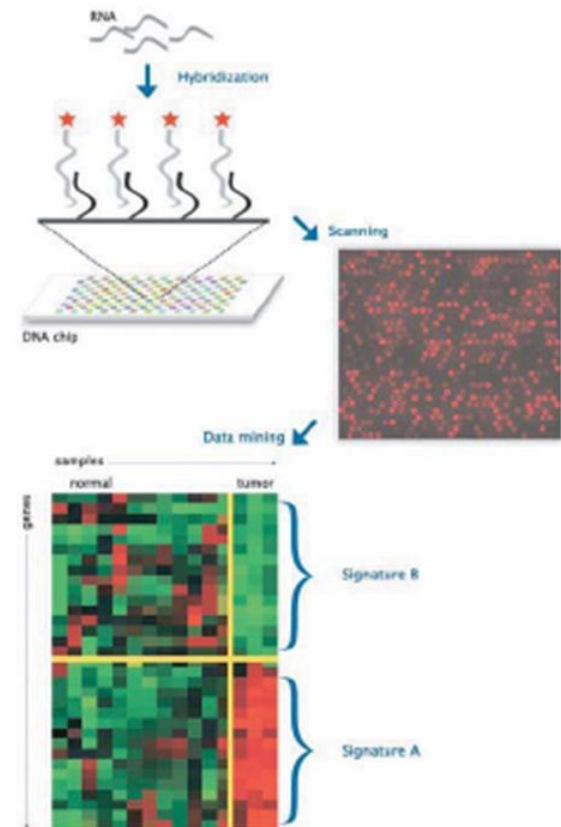 RNA
Hybridization
Scanning
DNA chip
Data mining
samples
normal tumor
genes
Signature B
Signature A